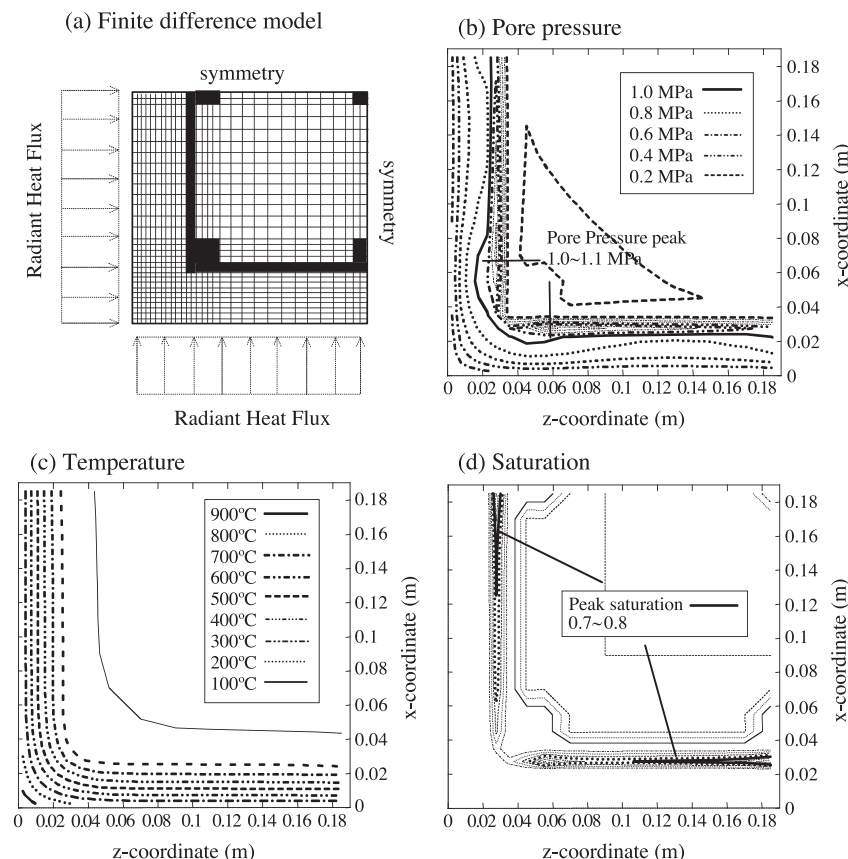 (a) Finite difference model
symmetry
Radiant Heat Flux
symmetry
Radiant Heat Flux
(b) Pore pressure
1.0 MPa
0.8 MPa
0.6 MPa
0.4 MPa
0.2 MPa
Pore Pressure peak
1.0~1.1 MPa
0.18
0.16
0.14
0.12
0.1
0.08
0.06
0.04
0.02
0
x-coordinate (m)
0 0.02 0.04 0.06 0.08 0.1 0.12 0.14 0.16 0.18
z-coordinate (m)
(c) Temperature
900ºC
800ºC
700ºC
600ºC
500ºC
400ºC
300ºC
200ºC
100ºC
0.18
0.16
0.14
0.12
0.1
0.08
0.06
0.04
0.02
0
x-coordinate (m)
0 0.02 0.04 0.06 0.08 0.1 0.12 0.14 0.16 0.18
z-coordinate (m)
(d) Saturation
Peak saturation
0.7~0.8
0.18
0.16
0.14
0.12
0.1
0.08
0.06
0.04
0.02
0
x-coordinate (m)
0 0.02 0.04 0.06 0.08 0.1 0.12 0.14 0.16 0.18
z-coordinate (m)